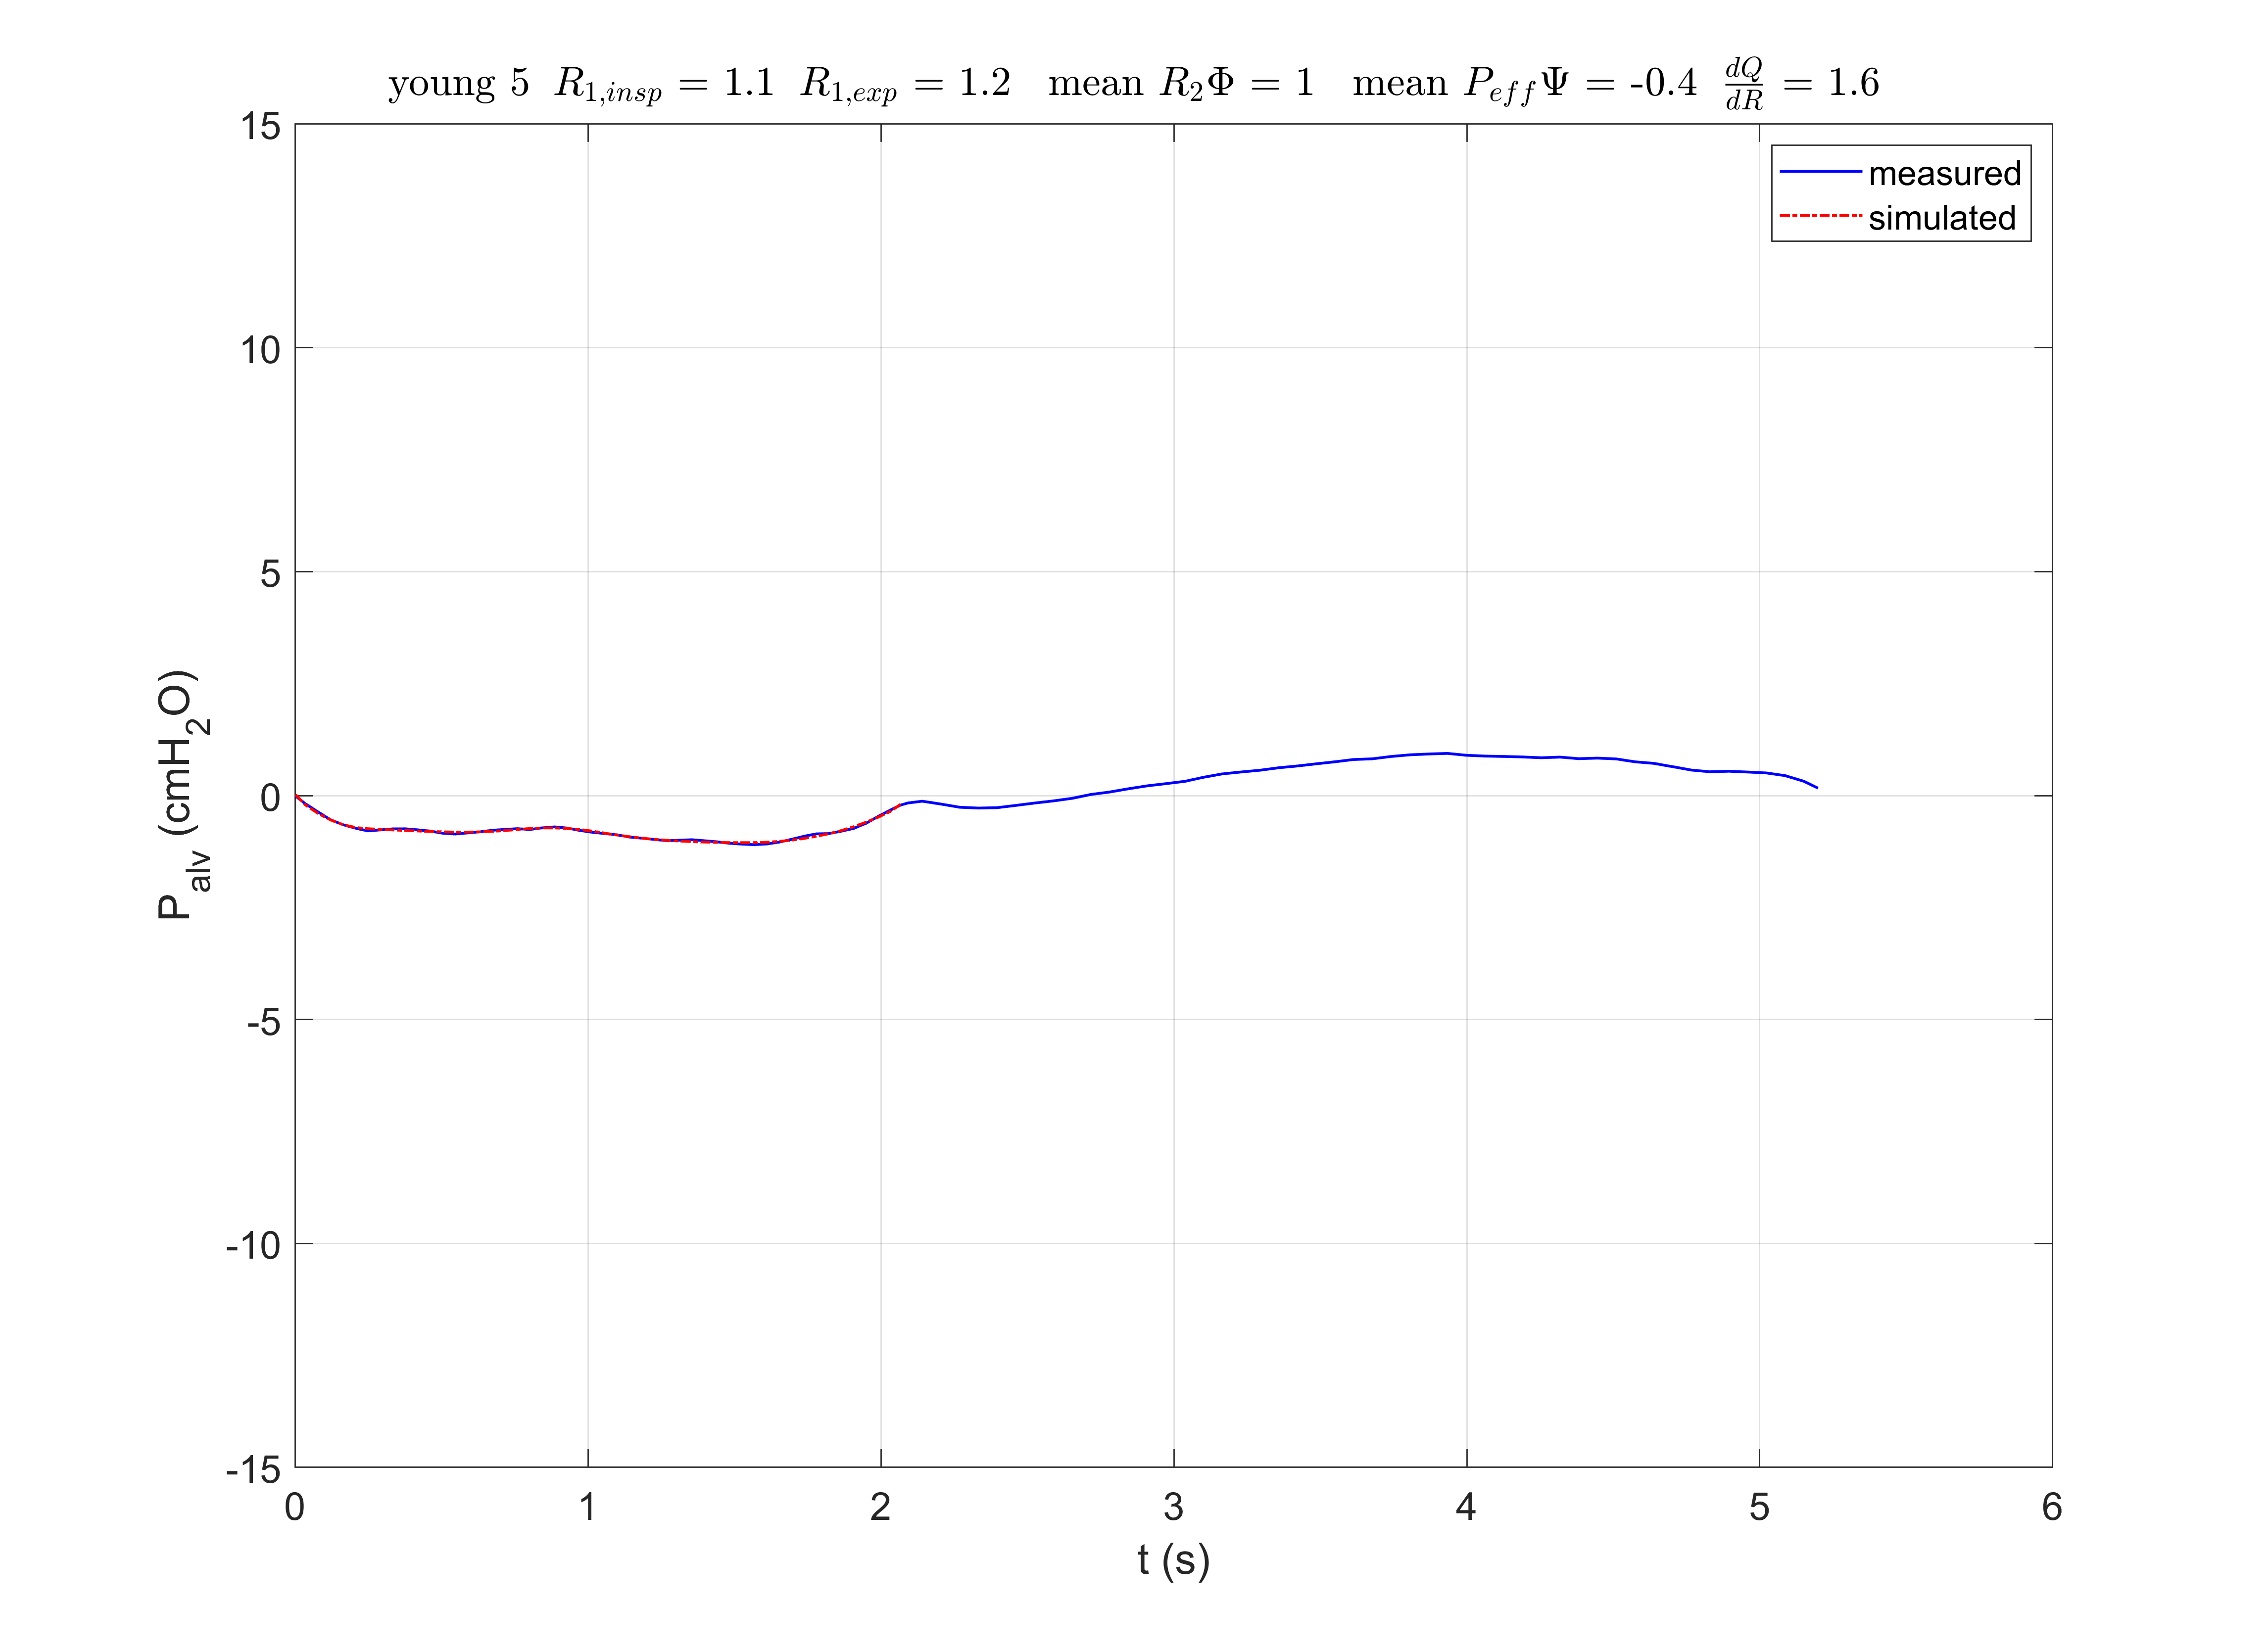 young 5 R1,insp = 1.1 R1,exp = 1.2 mean R2Φ = 1 mean PeffΨ = -0.4 dQ/dR = 1.6
15
measured
simulated
10
5
0
-5
-10
-15
Palv (cmH2O)
0 1 2 3 4 5 6
t (s)